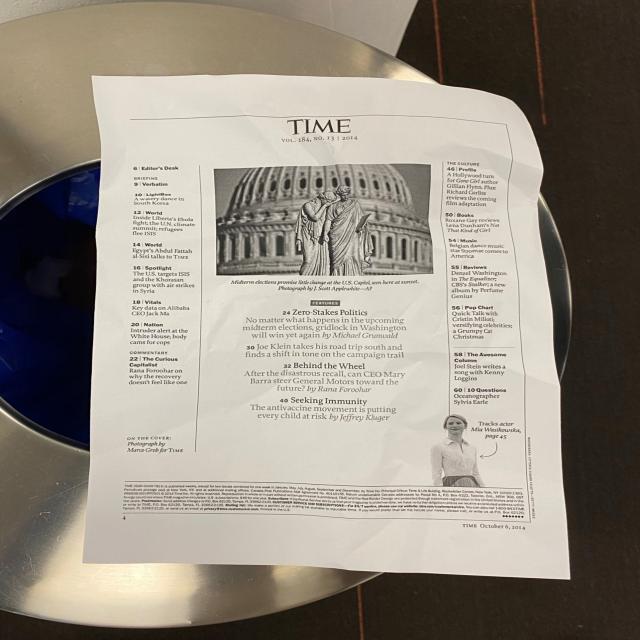 TIME
VOL. 184, NO. 13 | 2014
6 | Editor's Desk
BRIEFING
9 | Verbatim
10 | LightBox
A watery dance in
South Korea
12 | World
Inside Liberia's Ebola
fight; the U.N. climate
summit; refugees
flee ISIS
14 | World
Egypt's Abdul Fattah
al-Sisi talks to TIME
16 | Spotlight
The U.S. targets ISIS
and the Khorasan
group with air strikes
in Syria
18 | Vitals
Key data on Alibaba
CEO Jack Ma
20 | Nation
Intruder alert at the
White House; body
cams for cops
COMMENTARY
22 | The Curious
Capitalist
Rana Foroohar on
why the recovery
doesn't feel like one
ON THE COVER:
Photograph by
Marco Grob for TIME
Midterm elections promise little change at the U.S. Capitol, seen here at sunset.
Photograph by J. Scott Applewhite—AP
FEATURES
24 Zero-Stakes Politics
No matter what happens in the upcoming
midterm elections, gridlock in Washington
will win yet again by Michael Grunwald
30 Joe Klein takes his road trip south and
finds a shift in tone on the campaign trail
32 Behind the Wheel
After the disastrous recall, can CEO Mary
Barra steer General Motors toward the
future? by Rana Foroohar
40 Seeking Immunity
The antivaccine movement is putting
every child at risk by Jeffrey Kluger
THE CULTURE
46 | Profile
A Hollywood turn
for Gone Girl author
Gillian Flynn. Plus:
Richard Corliss
reviews the coming
film adaptation
50 | Books
Roxane Gay reviews
Lena Dunham's Not
That Kind of Girl
54 | Music
Belgian dance music
star Stromae comes to
America
55 | Reviews
Denzel Washington
in The Equalizer;
CBS's Stalker; a new
album by Perfume
Genius
56 | Pop Chart
Quick Talk with
Cristin Milioti;
versifying celebrities;
a Grumpy Cat
Christmas
58 | The Awesome
Column
Joel Stein writes a
song with Kenny
Loggins
60 | 10 Questions
Oceanographer
Sylvia Earle
Tracks actor
Mia Wasikowska,
page 45
4
TIME October 6, 2014